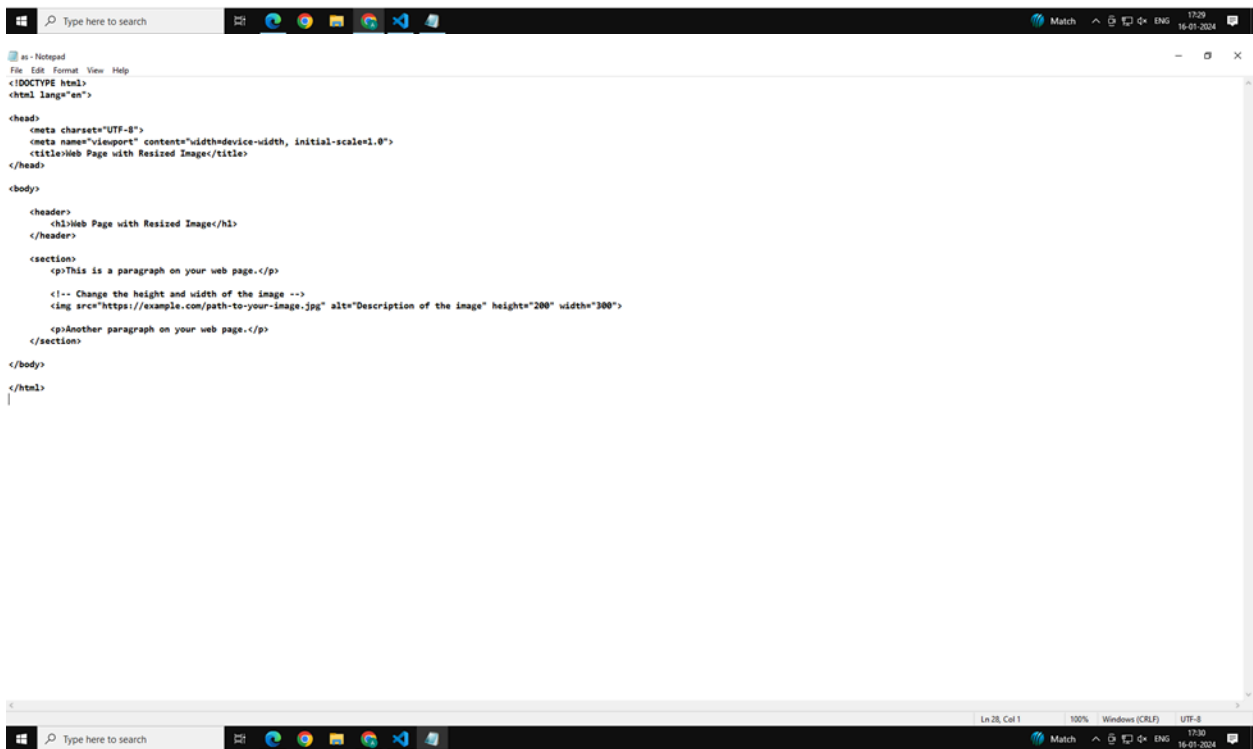 Type here to search
Match
ENG
17:29
16-01-2024
as - Notepad
File Edit Format View Help
<!DOCTYPE html>
<html lang="en">
<head>
<meta charset="UTF-8">
<meta name="viewport" content="width=device-width, initial-scale=1.0">
<title>Web Page with Resized Image</title>
</head>
<body>
<header>
<h1>Web Page with Resized Image</h1>
</header>
<section>
<p>This is a paragraph on your web page.</p>
<!-- Change the height and width of the image -->
<img src="https://example.com/path-to-your-image.jpg" alt="Description of the image" height="200" width="300">
<p>Another paragraph on your web page.</p>
</section>
</body>
</html>
Ln 28, Col 1 100% Windows (CRLF) UTF-8
Type here to search
Match
ENG
17:30
16-01-2024